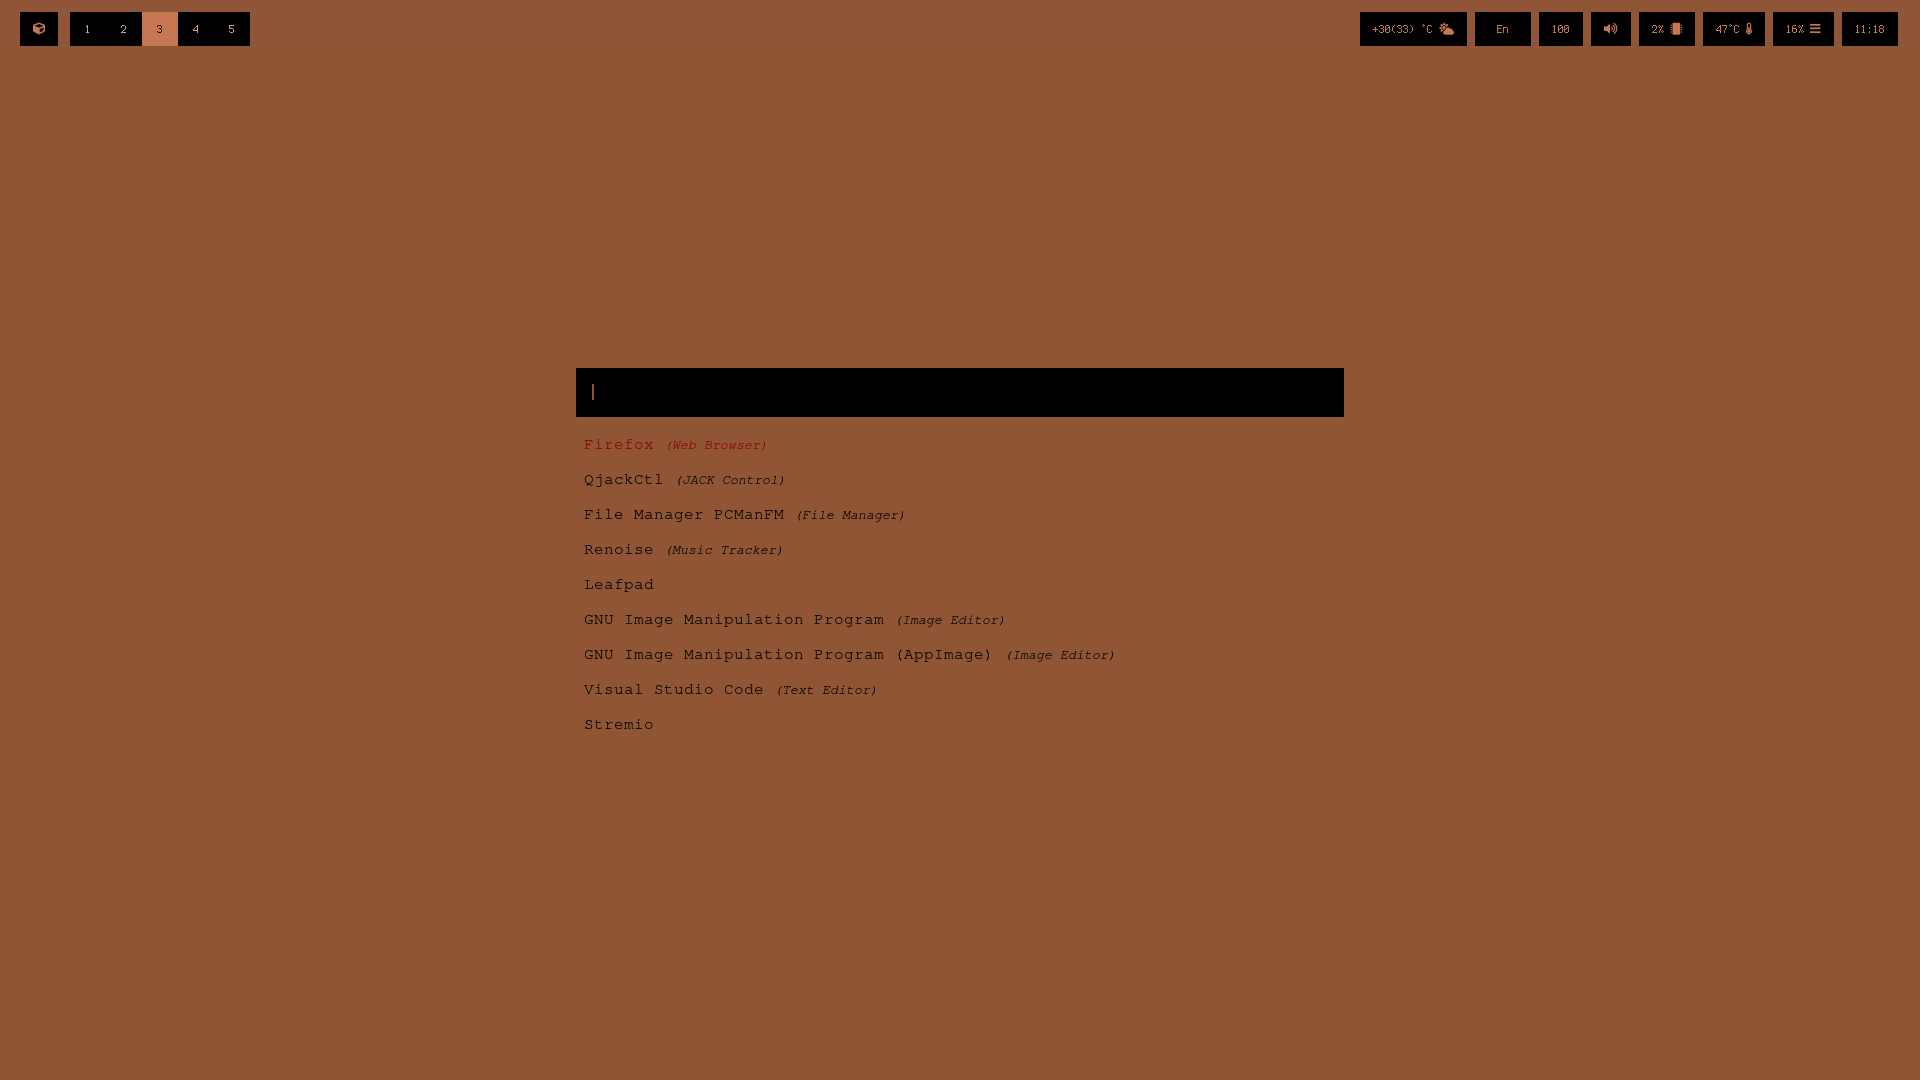 1 2 3 4 5 +30(33) °C En 100 2% 47°C 16% 11:18
Firefox (Web Browser)
QjackCtl (JACK Control)
File Manager PCManFM (File Manager)
Renoise (Music Tracker)
Leafpad
GNU Image Manipulation Program (Image Editor)
GNU Image Manipulation Program (AppImage) (Image Editor)
Visual Studio Code (Text Editor)
Stremio